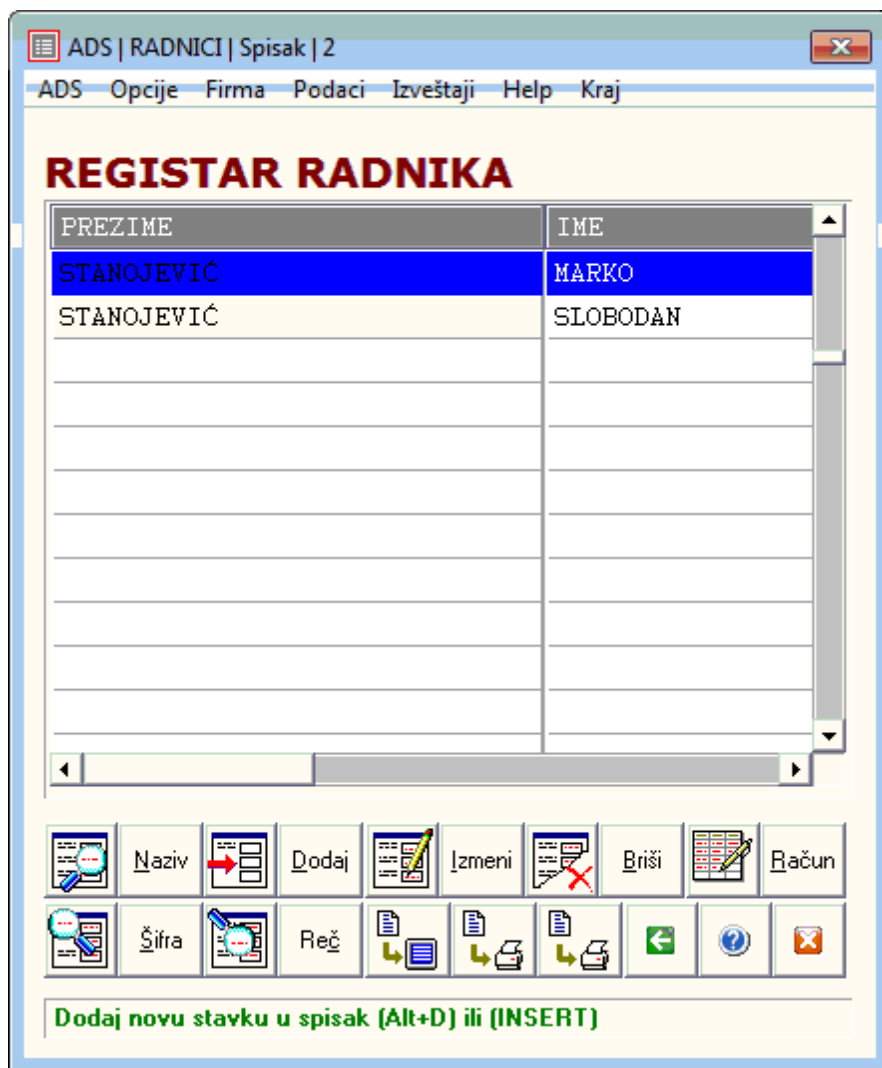 ADS | RADNICI | Spisak | 2
ADS Opcije Firma Podaci Izveštaji Help Kraj
REGISTAR RADNIKA
PREZIME IME
STANOJEVIĆ MARKO
STANOJEVIĆ SLOBODAN
Naziv Dodaj Izmeni Briši Račun
Šifra Reč
Dodaj novu stavku u spisak (Alt+D) ili (INSERT)